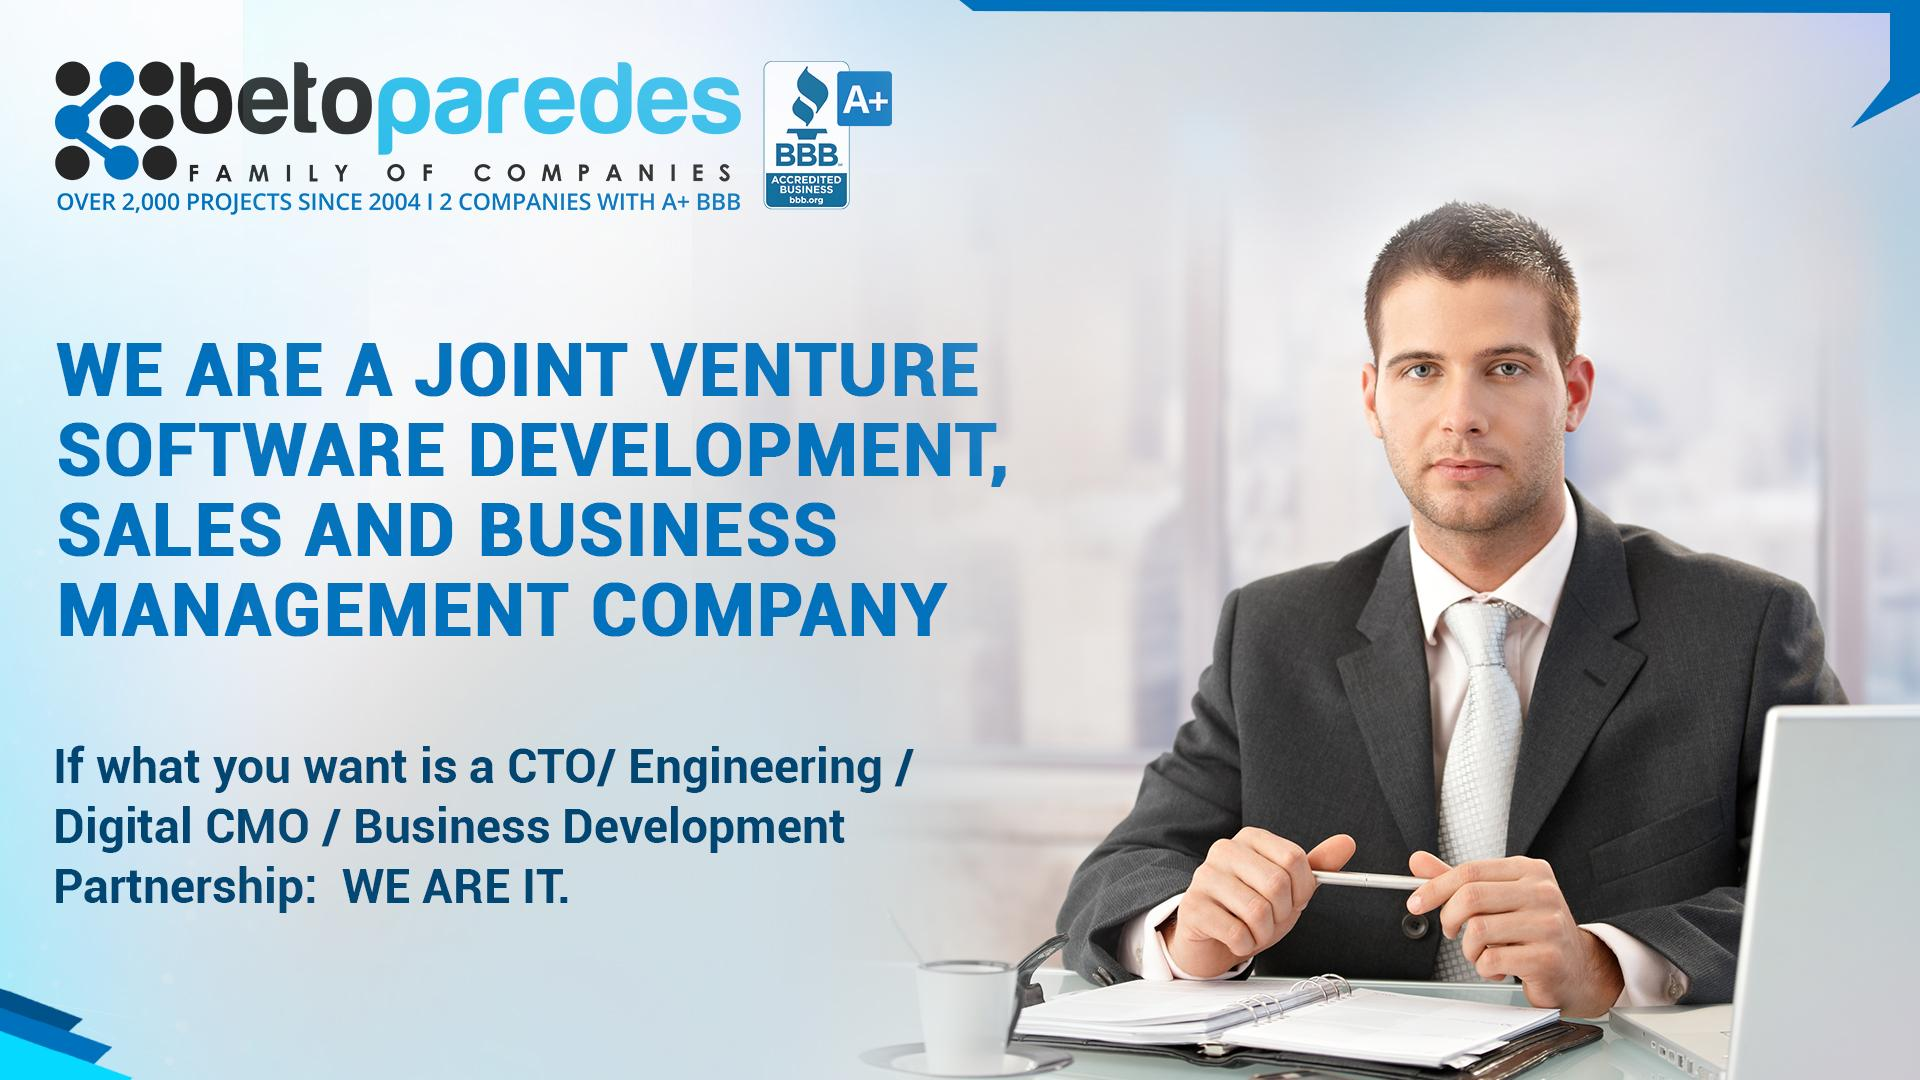 betoparedes
FAMILY OF COMPANIES
OVER 2,000 PROJECTS SINCE 2004 I 2 COMPANIES WITH A+ BBB
A+
BBB
ACCREDITED
BUSINESS
bbb.org
WE ARE A JOINT VENTURE
SOFTWARE DEVELOPMENT,
SALES AND BUSINESS
MANAGEMENT COMPANY
If what you want is a CTO/ Engineering /
Digital CMO / Business Development
Partnership: WE ARE IT.